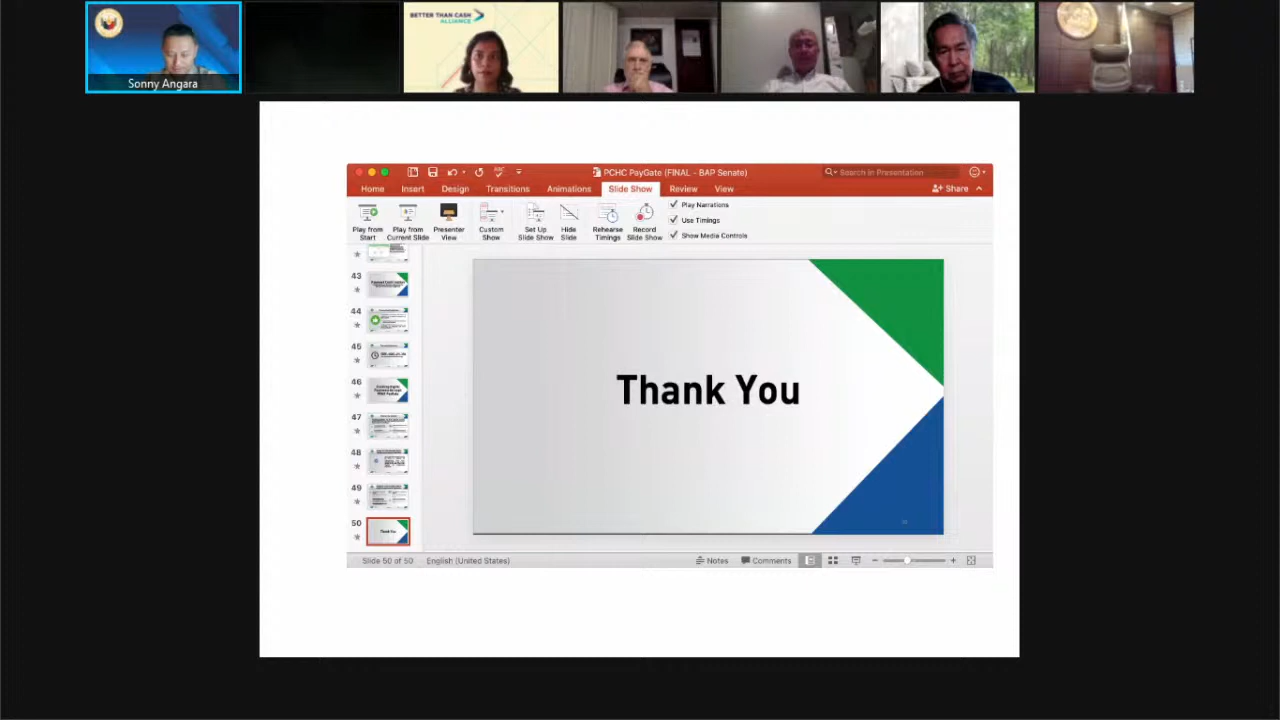 BETTER THAN CASH
ALLIANCE
Sonny Angara
PCHC PayGate (FINAL - BAP Senate)
Search in Presentation
Home Insert Design Transitions Animations Slide Show Review View Share
Play from
Start
Play from
Current Slide
Presenter
View
Custom
Show
Set Up
Slide Show
Hide
Slide
Rehearse
Timings
Record
Slide Show
Play Narrations
Use Timings
Show Media Controls
43
44
45
46
47
48
49
50
Thank You
Thank You
Slide 50 of 50 English (United States) Notes Comments